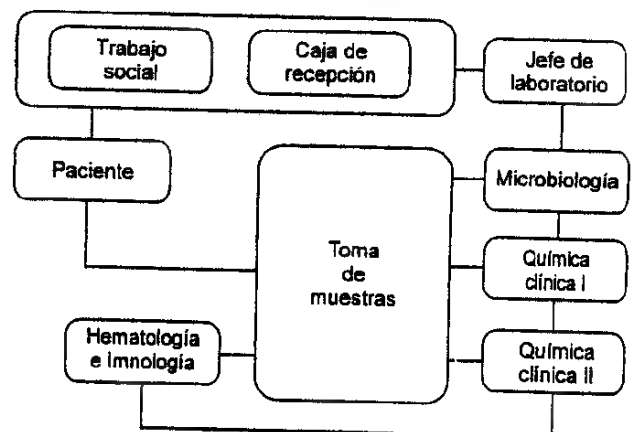 Trabajo
social
Caja de
recepción
Jefe de
laboratorio
Paciente
Microbiología
Toma
de
muestras
Química
clínica I
Hematología
e Imnología
Química
clínica II